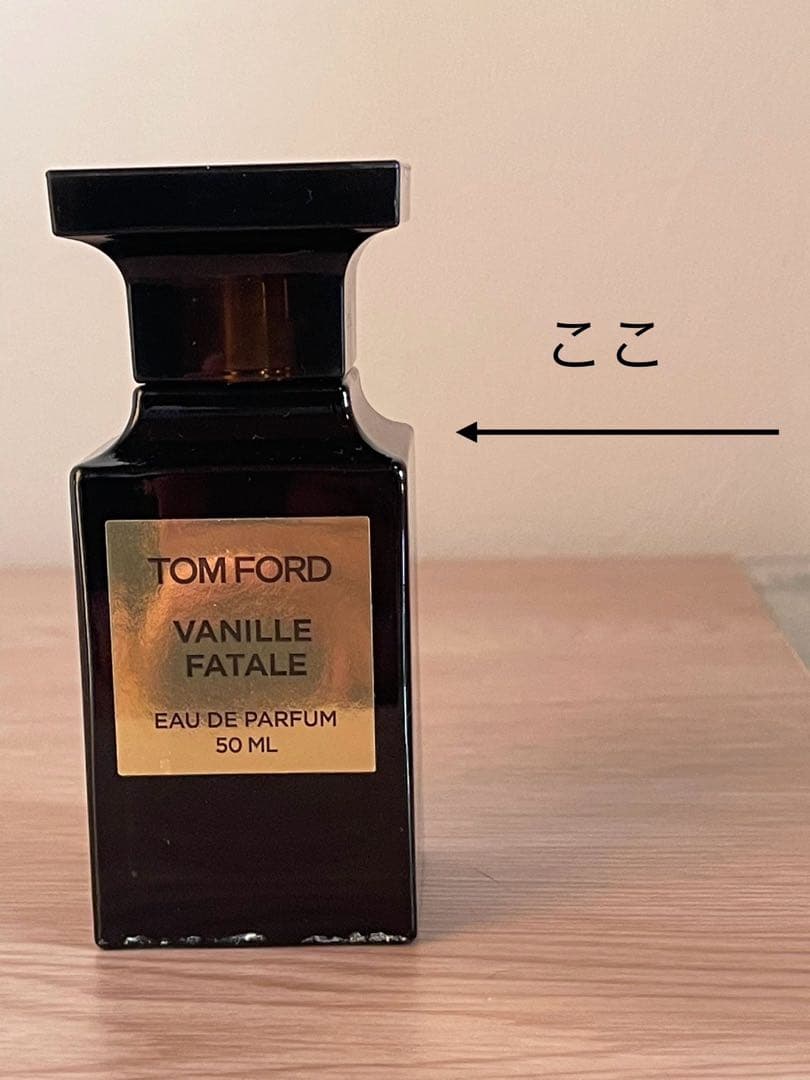 ここ
TOM FORD
VANILLE
FATALE
EAU DE PARFUM
50 ML